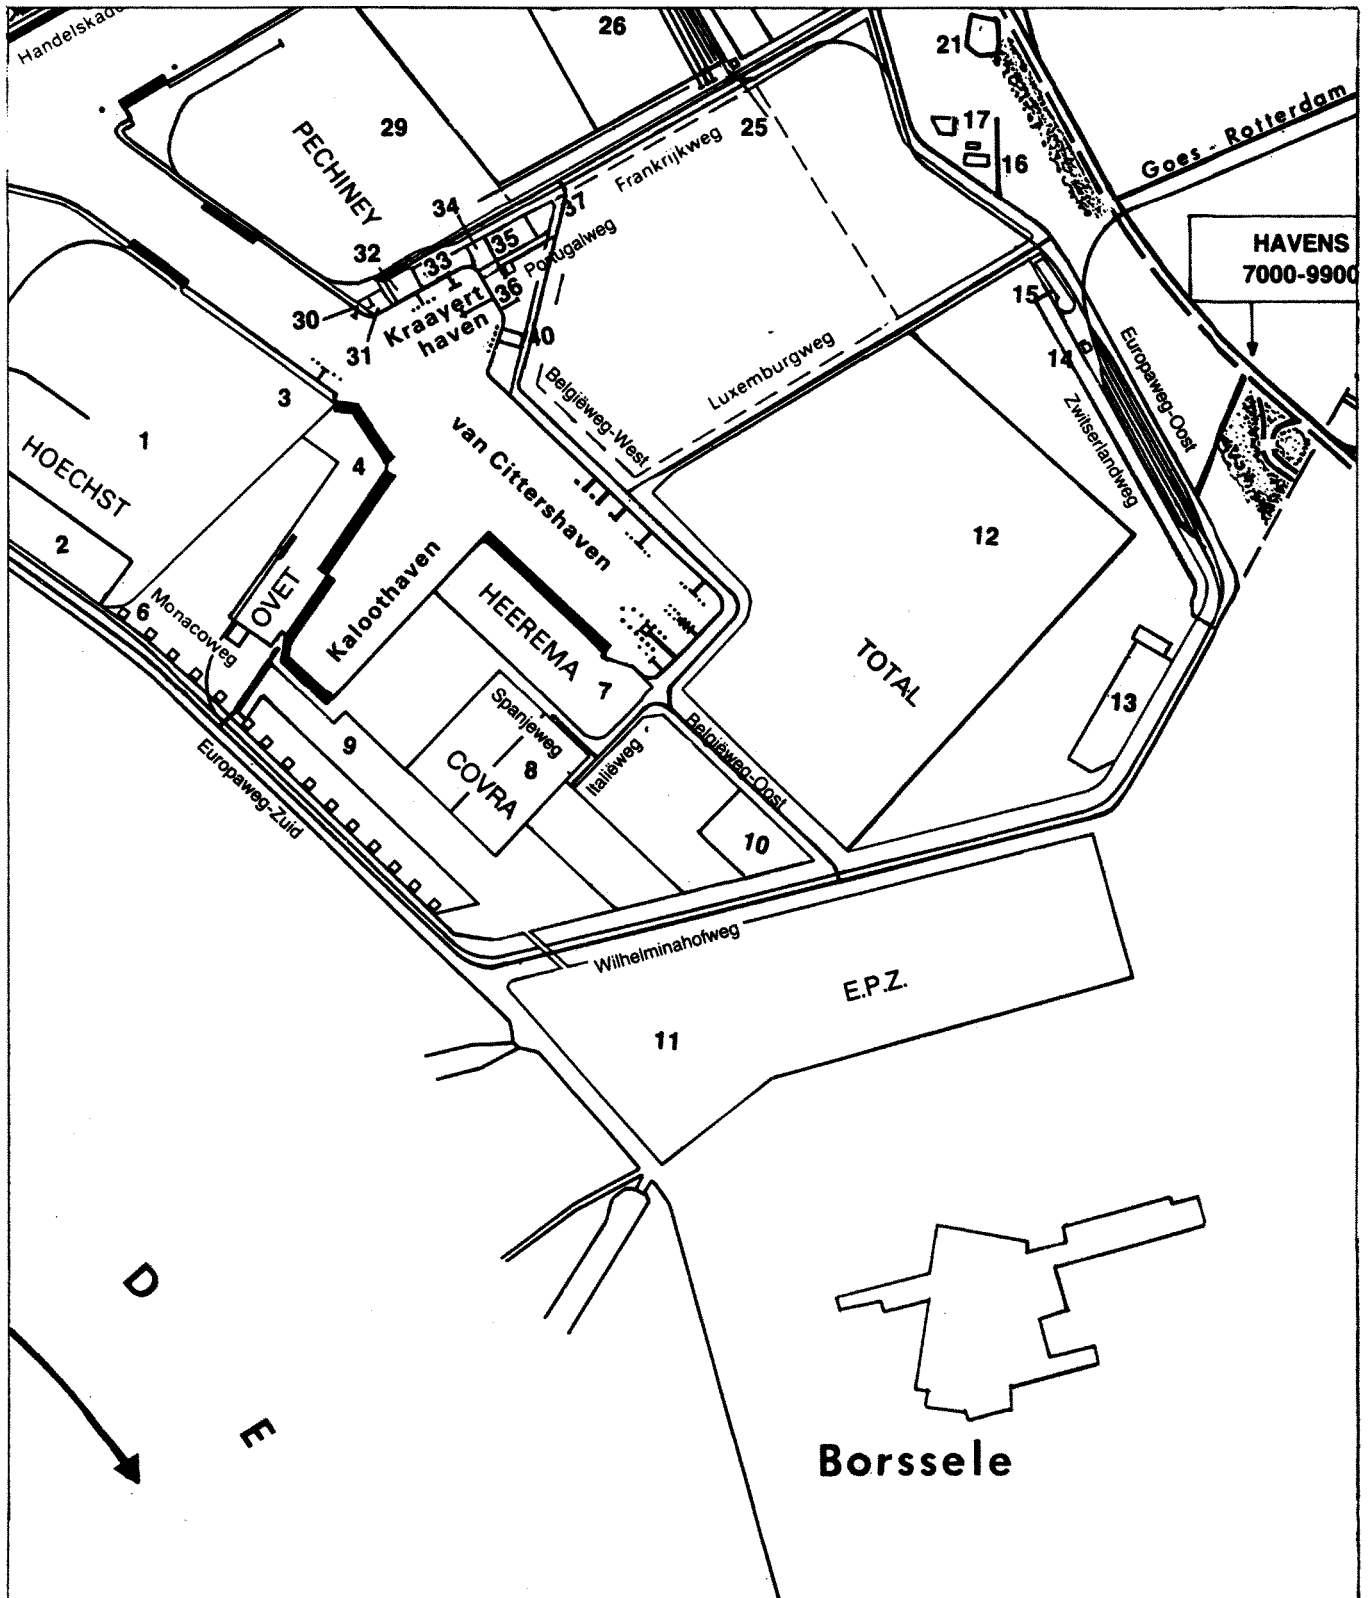 Handelskade
26
21
29
PECHINEY
25
Frankrijkweg
17
16
Goes - Rotterdam
34
37
32
33
35
Portugalweg
36
30
31
Kraayert
haven
40
HAVENS
7000-9900
15
14
Europaweg-Oost
Zwitserlandweg
Luxemburgweg
Belgiëweg-West
3
1
4
HOECHST
2
van Cittershaven
12
OVET
Kaloothaven
HEEREMA
7
6
Monacoweg
TOTAL
13
9
Spanjeweg
COVRA
8
Italiëweg
Belgiëweg-Oost
10
Europaweg-Zuid
Wilhelminahofweg
E.P.Z.
11
D
E
Borssele